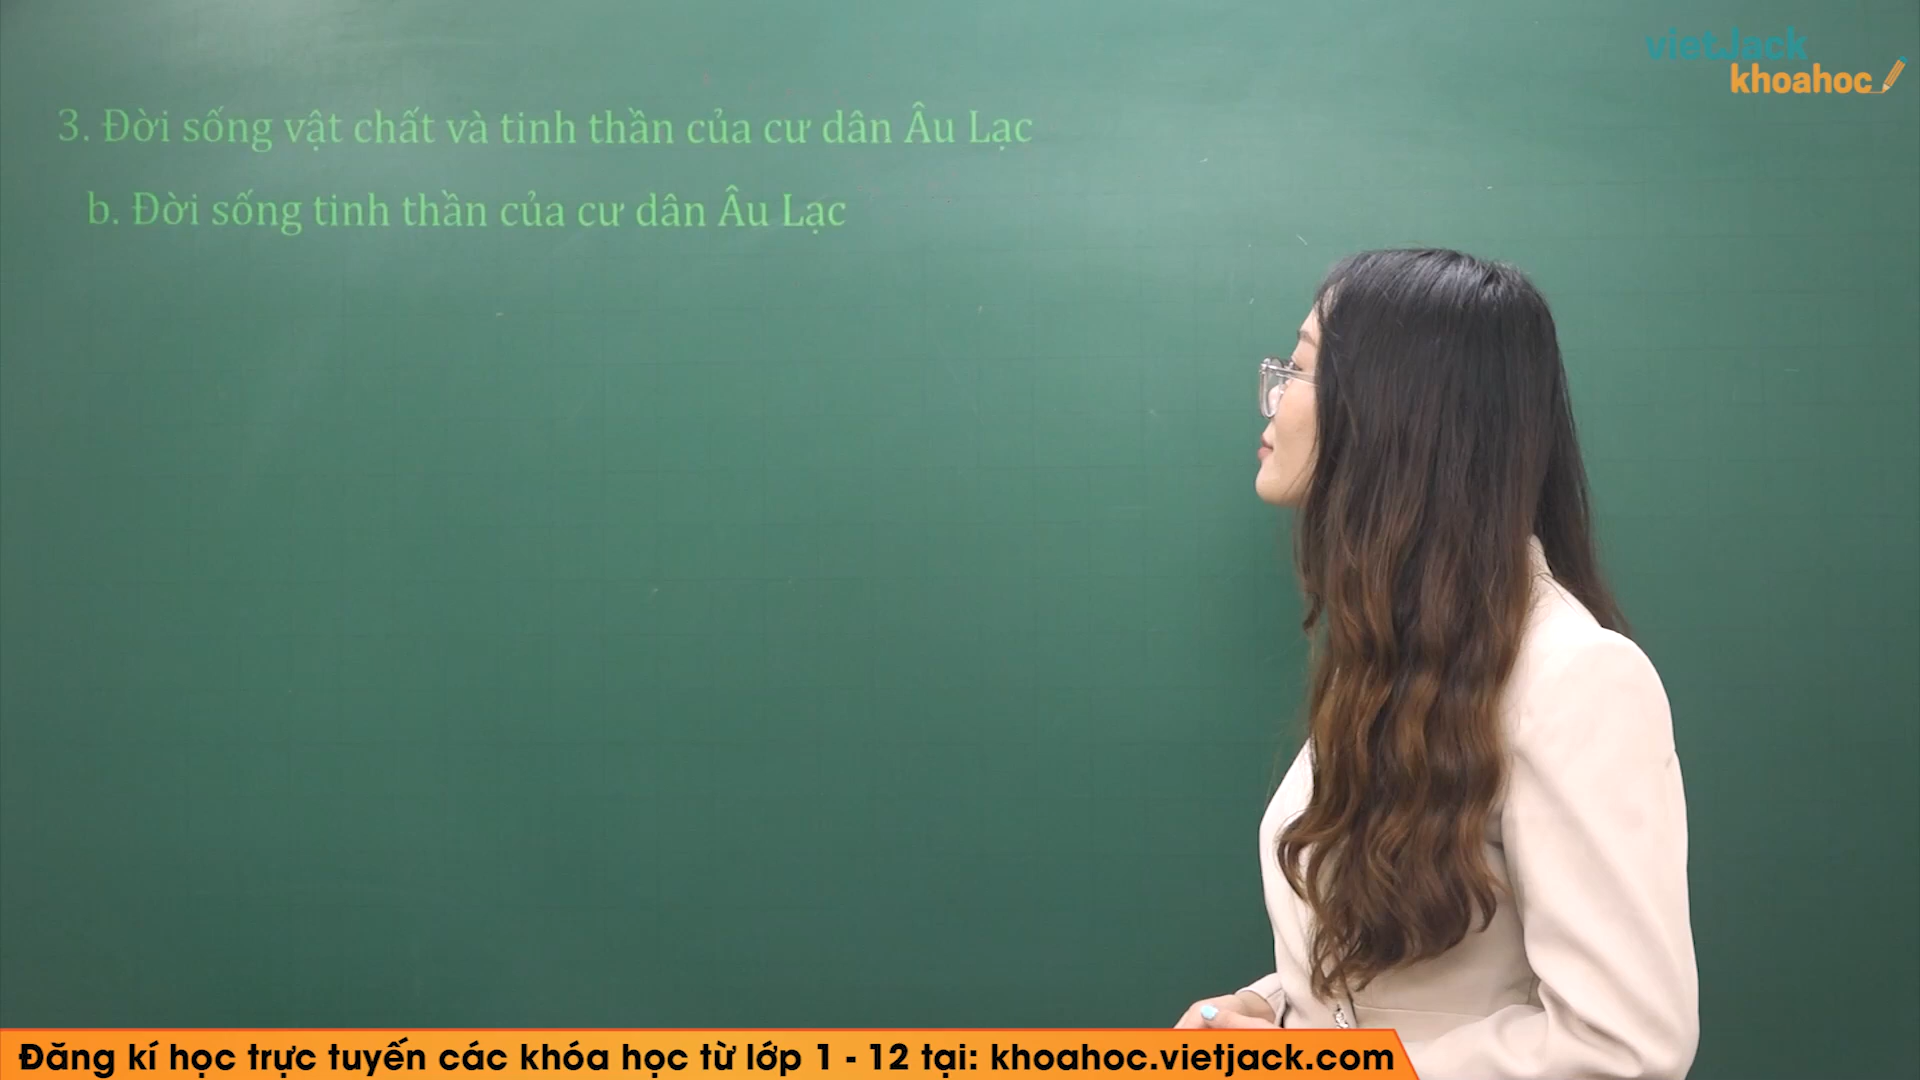 vietJack
khoahoc
3. Đời sống vật chất và tinh thần của cư dân Âu Lạc
b. Đời sống tinh thần của cư dân Âu Lạc
Đăng kí học trực tuyến các khóa học từ lớp 1 - 12 tại: khoahoc.vietjack.com